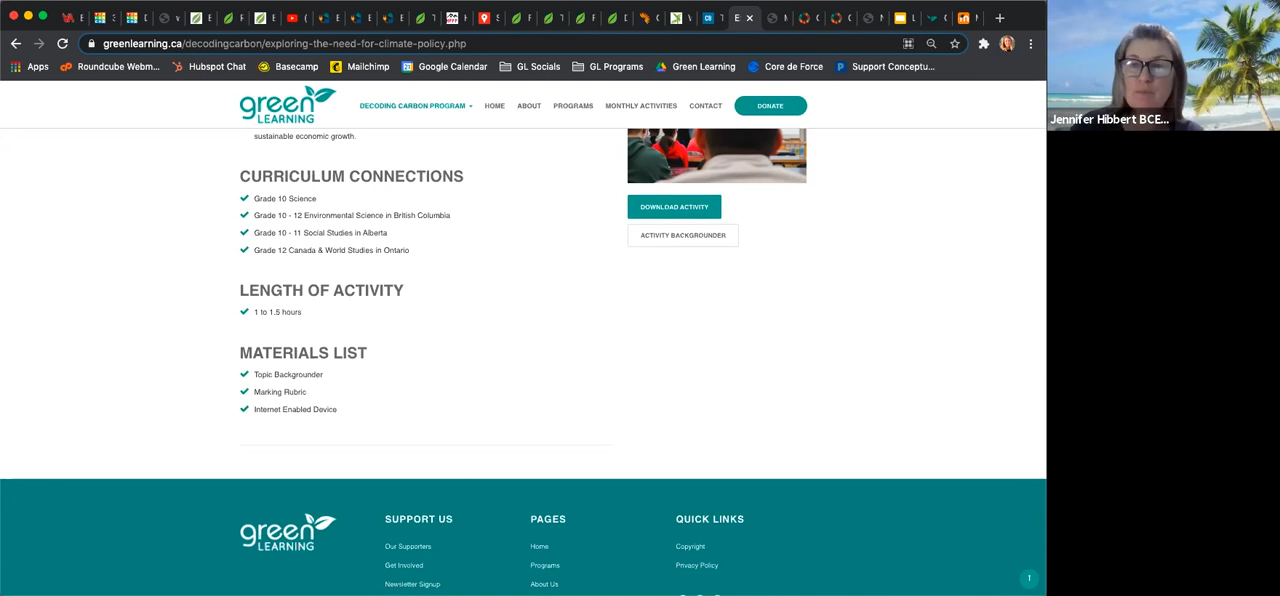 greenlearning.ca/decodingcarbon/exploring-the-need-for-climate-policy.php
Apps Roundcube Webm... Hubspot Chat Basecamp Mailchimp Google Calendar GL Socials GL Programs Green Learning Core de Force Support Conceptu...
Jennifer Hibbert BCE...
green LEARNING
DECODING CARBON PROGRAM HOME ABOUT PROGRAMS MONTHLY ACTIVITIES CONTACT DONATE
sustainable economic growth.
CURRICULUM CONNECTIONS
Grade 10 Science
Grade 10 - 12 Environmental Science in British Columbia
Grade 10 - 11 Social Studies in Alberta
Grade 12 Canada & World Studies in Ontario
DOWNLOAD ACTIVITY
ACTIVITY BACKGROUNDER
LENGTH OF ACTIVITY
1 to 1.5 hours
MATERIALS LIST
Topic Backgrounder
Marking Rubric
Internet Enabled Device
green LEARNING
SUPPORT US
Our Supporters
Get Involved
Newsletter Signup
PAGES
Home
Programs
About Us
QUICK LINKS
Copyright
Privacy Policy